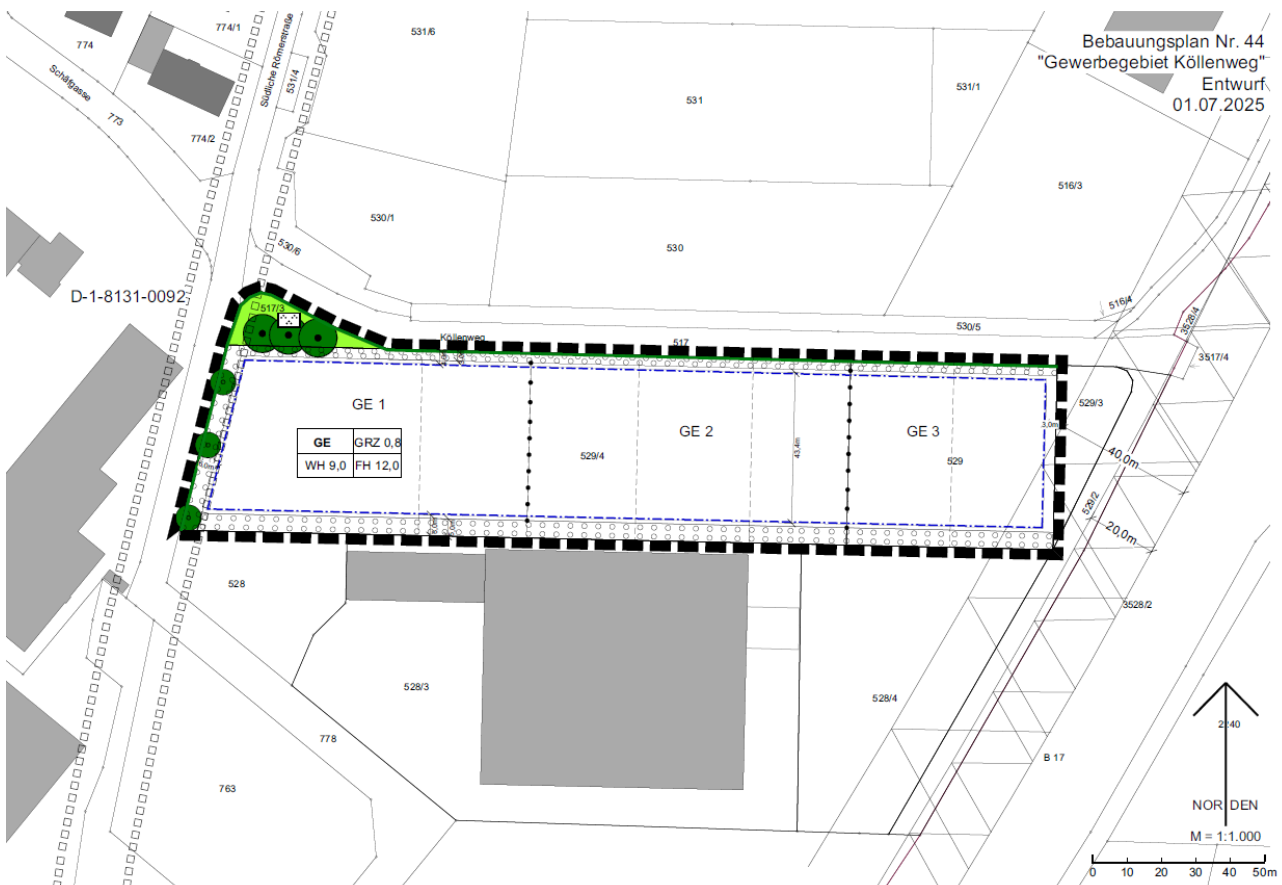 Bebauungsplan Nr. 44
"Gewerbegebiet Köllenweg"
Entwurf
01.07.2025
774
774/1
531/6
Südliche Römerstraße
531/4
531
531/1
Schäfgasse
773
774/2
516/3
530/1
530
530/6
D-1-8131-0092
517/3
516/4
3528/4
530/5
Köllenweg
517
3517/4
529/3
GE 1
GE 2
GE 3
3,0m
GE
GRZ 0,8
WH 9,0
FH 12,0
529/4
43,4m
529
40,0m
529/2
20,0m
528
3528/2
528/3
528/4
778
763
B 17
NORDEN
M = 1:1.000
0 10 20 30 40 50m